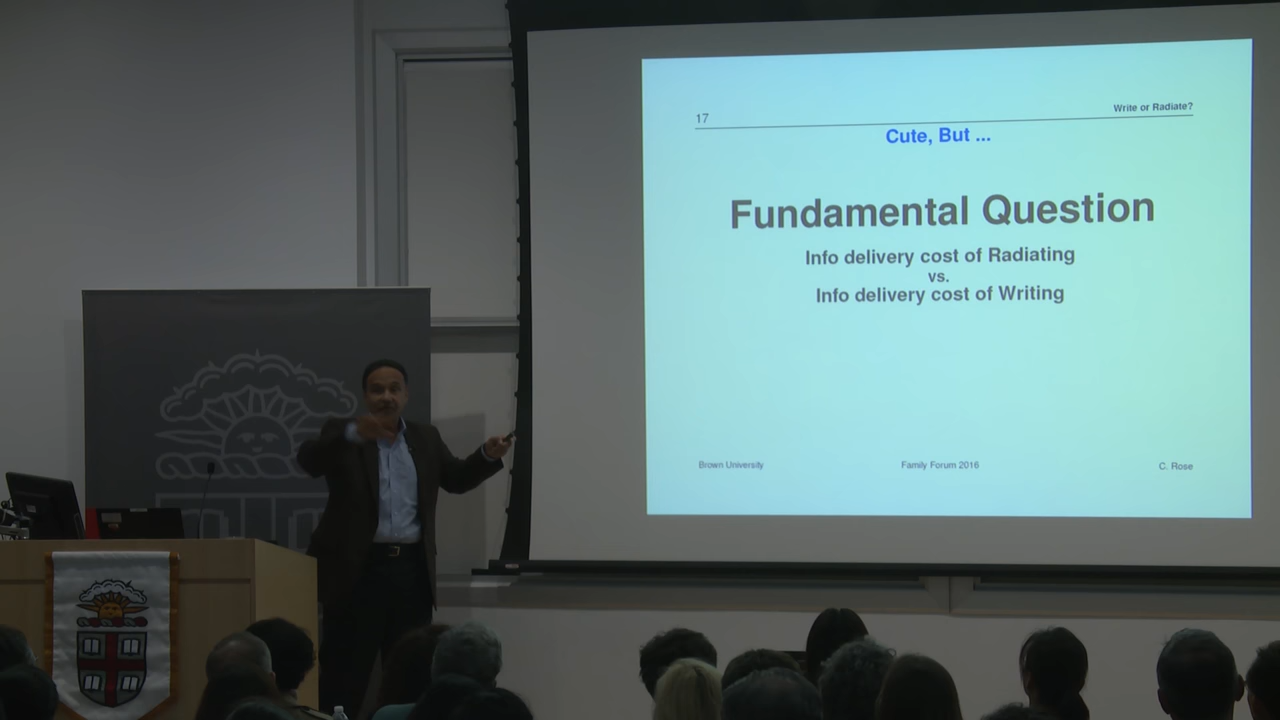 17
Write or Radiate?
Cute, But ...
Fundamental Question
Info delivery cost of Radiating
vs.
Info delivery cost of Writing
Brown University
Family Forum 2016
C. Rose